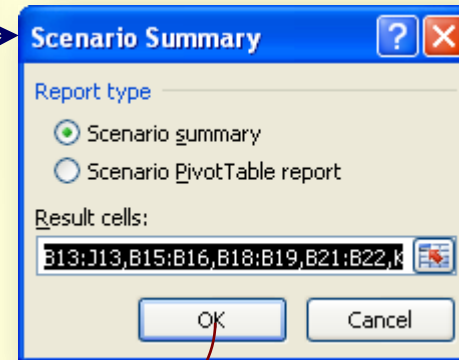 Scenario Summary
Report type
Scenario summary
Scenario PivotTable report
Result cells:
B13:J13,B15:B16,B18:B19,B21:B22,K
OK
Cancel